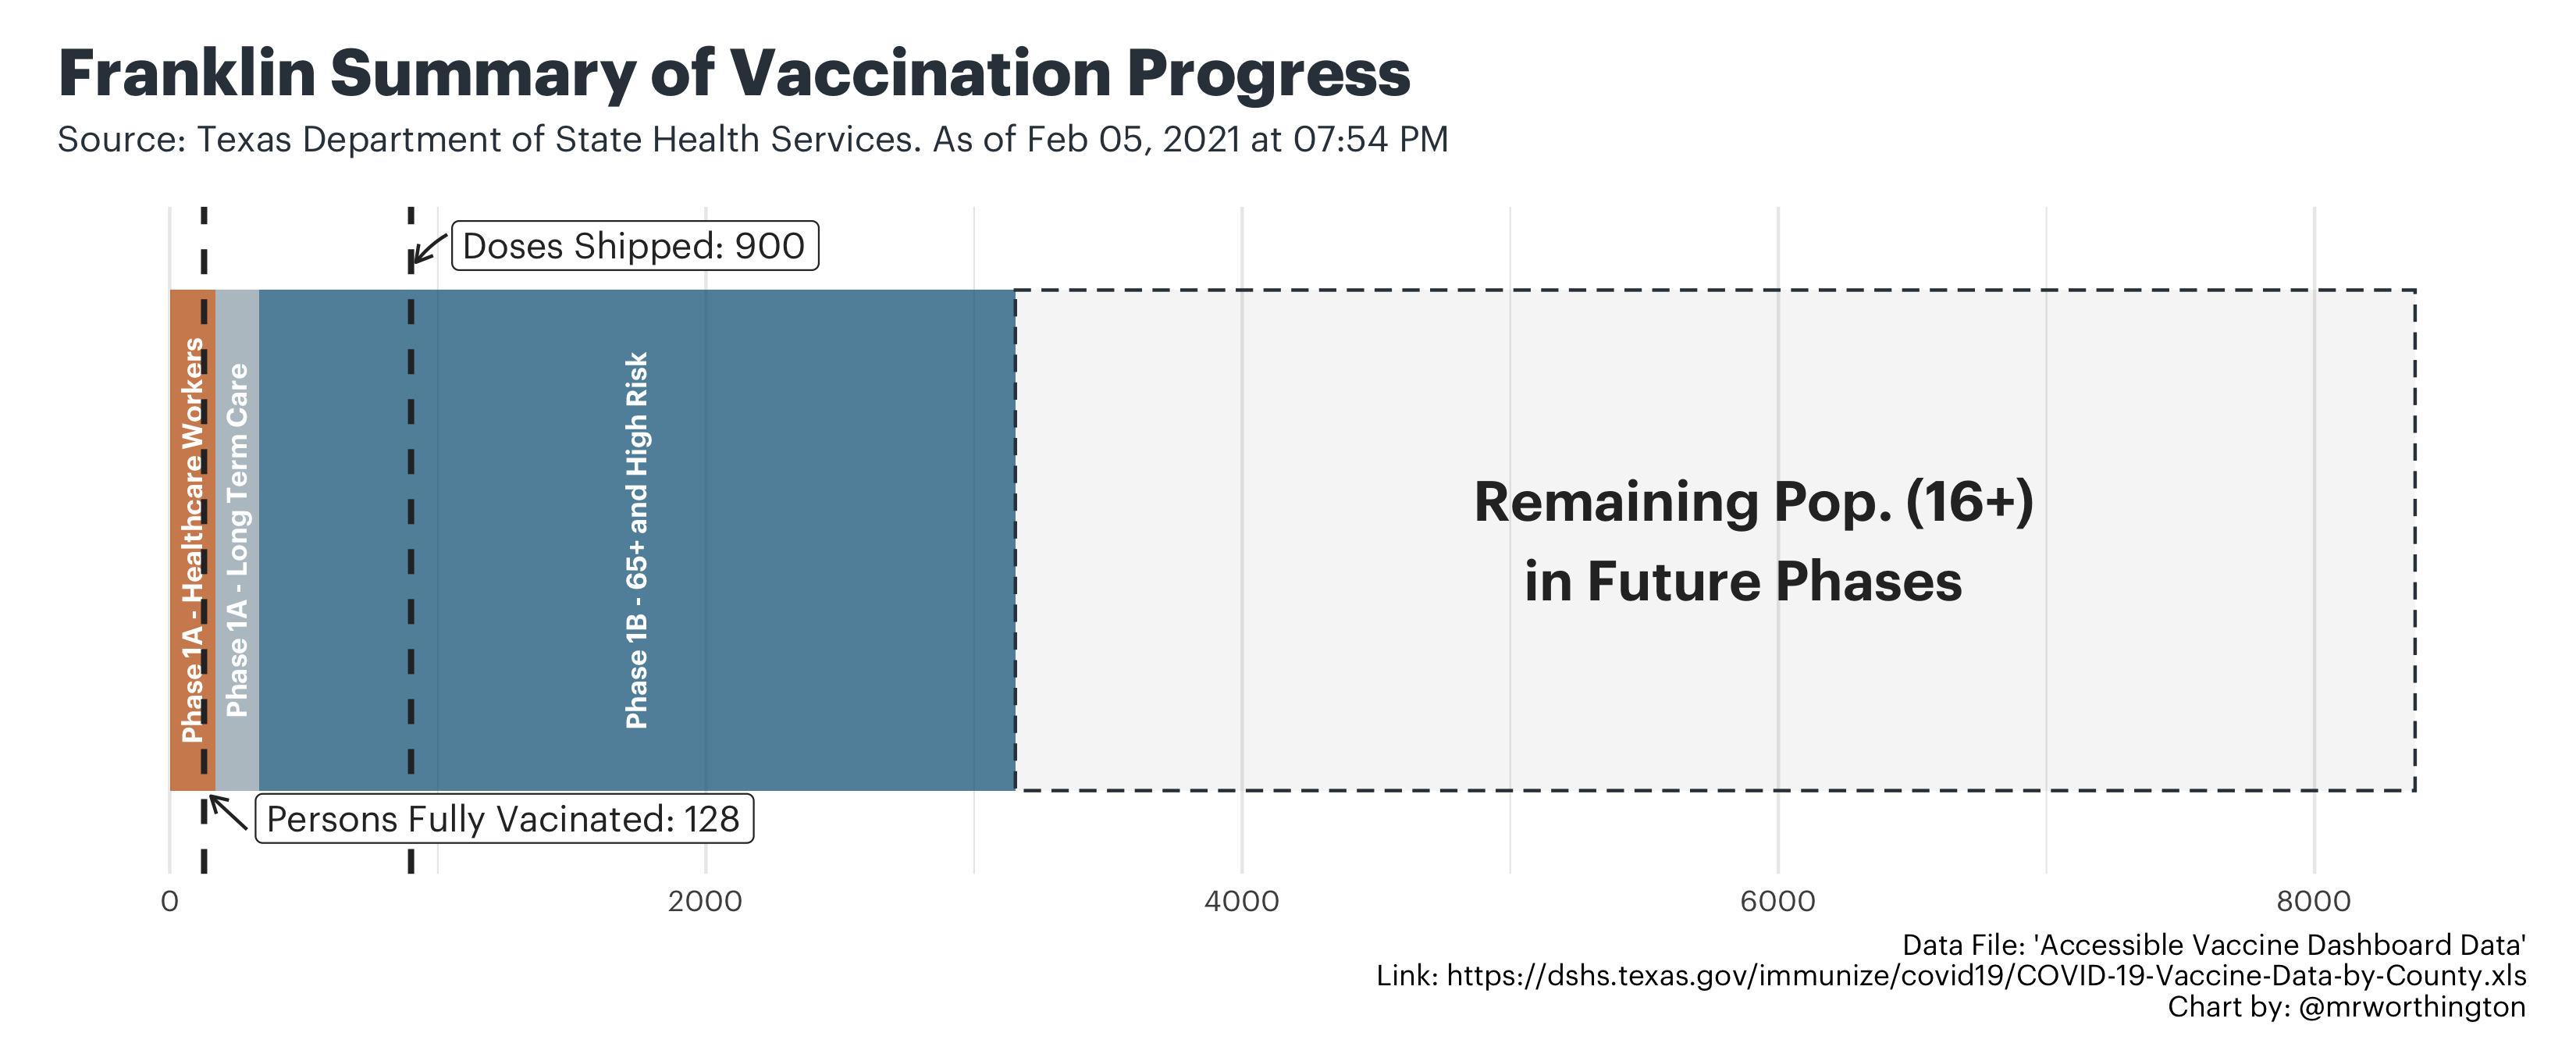 Franklin Summary of Vaccination Progress
Source: Texas Department of State Health Services. As of Feb 05, 2021 at 07:54 PM
Doses Shipped: 900
Phase 1A - Healthcare Workers
Phase 1A - Long Term Care
Phase 1B - 65+ and High Risk
Remaining Pop. (16+)
in Future Phases
Persons Fully Vacinated: 128
0 2000 4000 6000 8000
Data File: 'Accessible Vaccine Dashboard Data'
Link: https://dshs.texas.gov/immunize/covid19/COVID-19-Vaccine-Data-by-County.xls
Chart by: @mrworthington